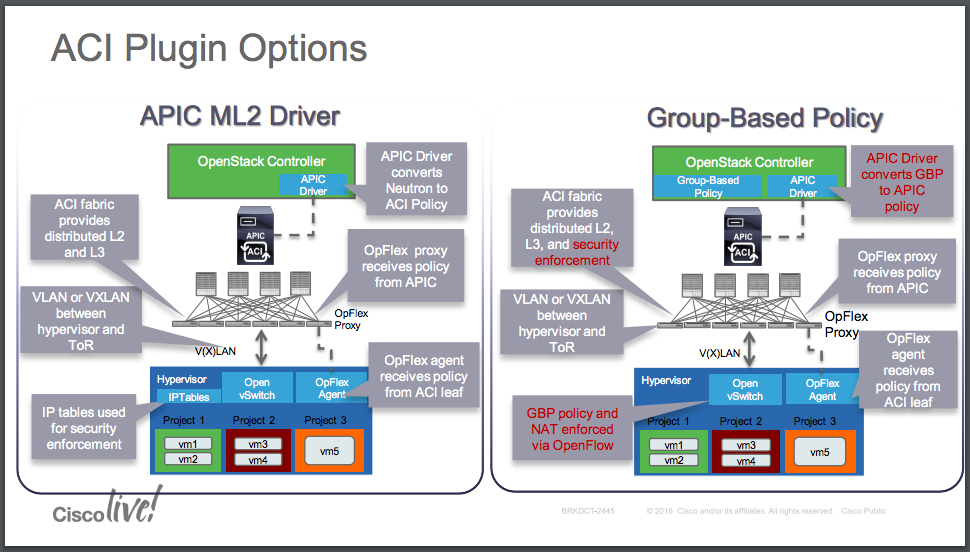 ACI Plugin Options
APIC ML2 Driver
OpenStack Controller
APIC
Driver
APIC Driver
converts
Neutron to
ACI Policy
ACI fabric
provides
distributed L2
and L3
APIC
ACI
OpFlex proxy
receives policy
from APIC
VLAN or VXLAN
between
hypervisor and
ToR
OpFlex
Proxy
V(X)LAN
OpFlex agent
receives policy
from ACI leaf
Hypervisor
IPTables
Open
vSwitch
OpFlex
Agent
IP tables used
for security
enforcement
Project 1
Project 2
Project 3
vm1
vm2
vm3
vm4
vm5
Group-Based Policy
OpenStack Controller
Group-Based
Policy
APIC
Driver
APIC Driver
converts GBP
to APIC
policy
ACI fabric
provides
distributed L2,
L3, and security
enforcement
APIC
ACI
OpFlex proxy
receives policy
from APIC
VLAN or VXLAN
between
hypervisor and
ToR
OpFlex
Proxy
V(X)LAN
OpFlex
agent
receives
policy from
ACI leaf
Hypervisor
Open
vSwitch
OpFlex
Agent
GBP policy and
NAT enforced
via OpenFlow
Project 1
Project 2
Project 3
vm1
vm2
vm3
vm4
vm5
Cisco live!
BRKDCT-2445 © 2016 Cisco and/or its affiliates. All rights reserved. Cisco Public